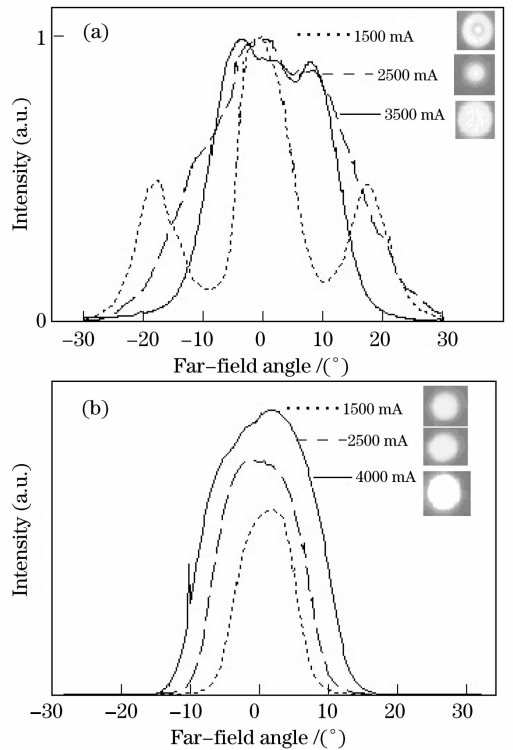 (a)
1500 mA
2500 mA
3500 mA
Intensity (a.u.)
1
0
−30 −20 −10 0 10 20 30
Far−field angle /(°)
(b)
1500 mA
2500 mA
4000 mA
Intensity (a.u.)
−30 −20 −10 0 10 20 30
Far−field angle /(°)